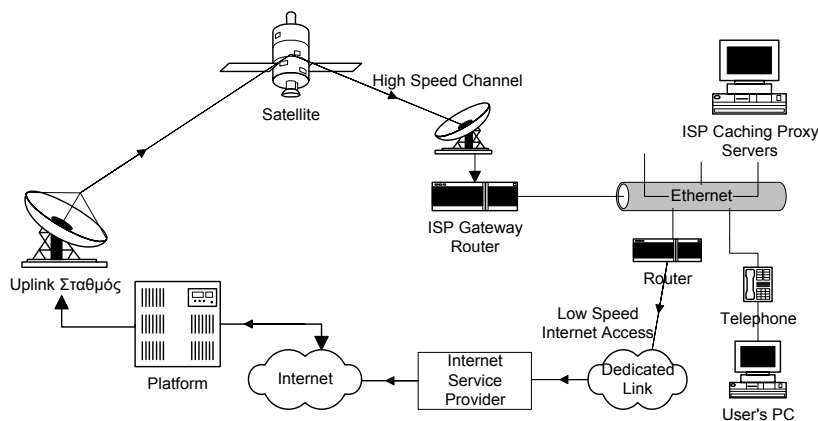 High Speed Channel
Satellite
ISP Caching Proxy
Servers
Ethernet
ISP Gateway
Router
Router
Uplink Σταθμός
Telephone
Low Speed
Internet Access
Platform
Internet
Internet
Service
Provider
Dedicated
Link
User's PC